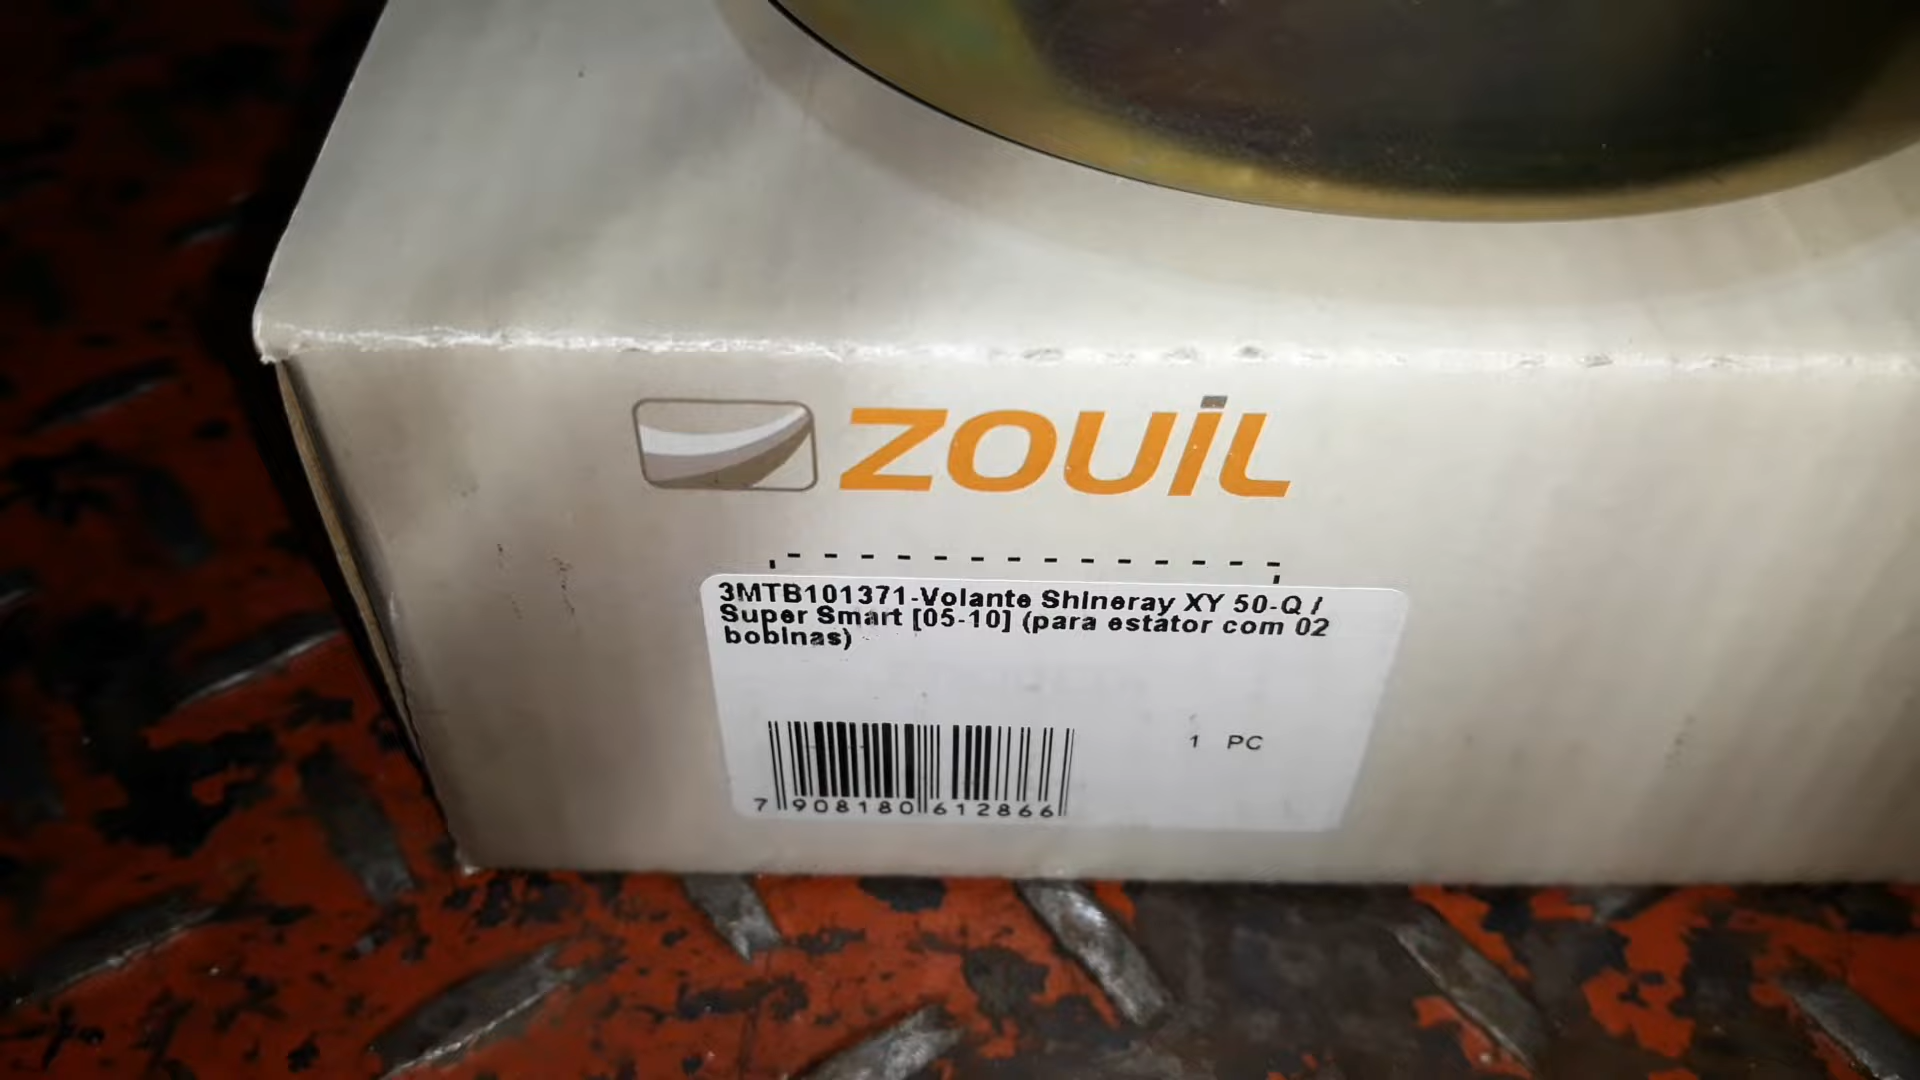 ZOUIL
3MTB101371-Volante Shineray XY 50-Q /
Super Smart [05-10] (para estator com 02
bobinas)
1 PC
7 908180 612866